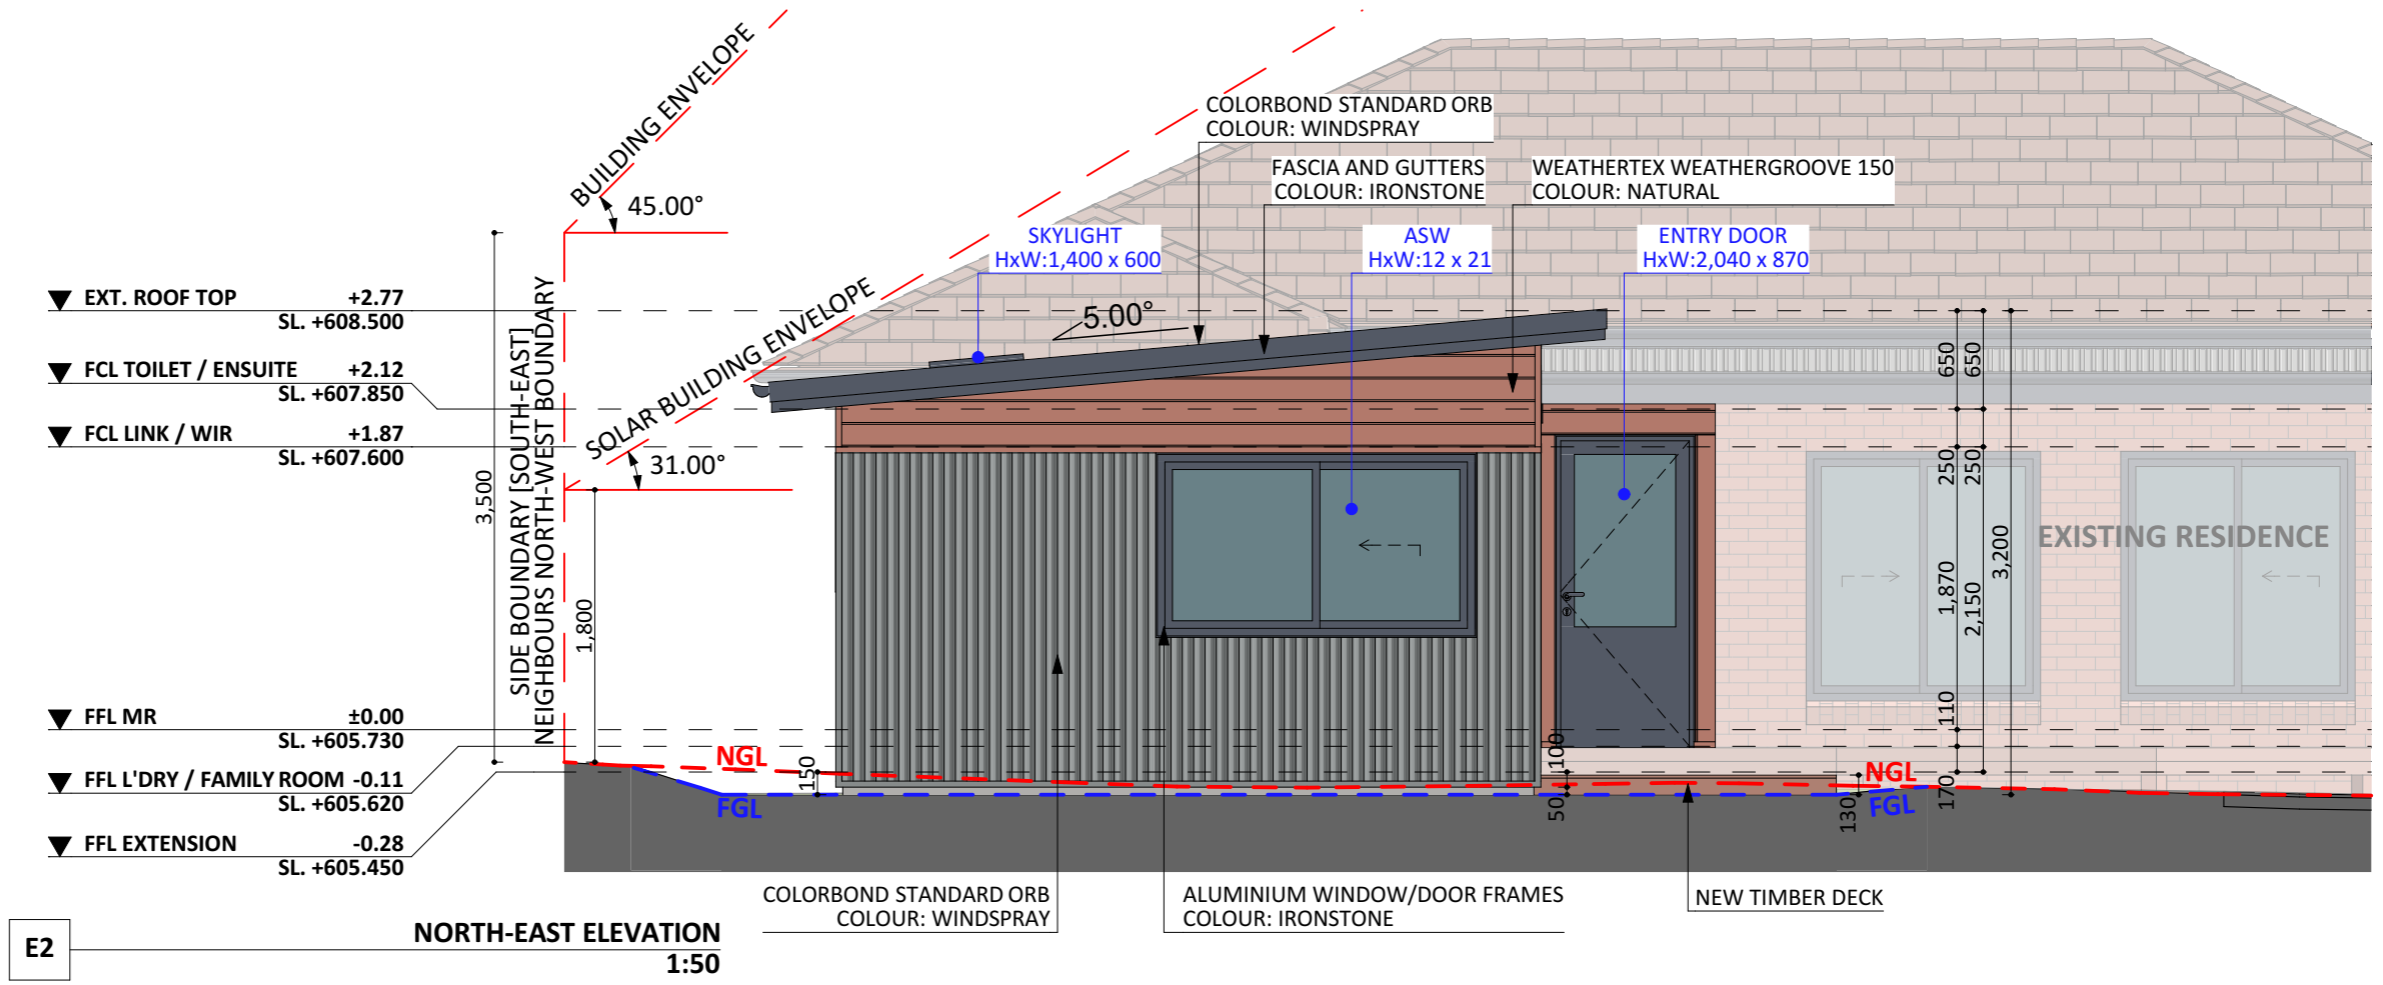 BUILDING ENVELOPE
45.00°
COLORBOND STANDARD ORB
COLOUR: WINDSPRAY
FASCIA AND GUTTERS
COLOUR: IRONSTONE
WEATHERTEX WEATHERGROOVE 150
COLOUR: NATURAL
SKYLIGHT
HxW:1,400 x 600
ASW
HxW:12 x 21
ENTRY DOOR
HxW:2,040 x 870
EXT. ROOF TOP +2.77
SL. +608.500
FCL TOILET / ENSUITE +2.12
SL. +607.850
FCL LINK / WIR +1.87
SL. +607.600
FFL MR ±0.00
SL. +605.730
FFL L'DRY / FAMILY ROOM -0.11
SL. +605.620
FFL EXTENSION -0.28
SL. +605.450
3,500
SIDE BOUNDARY [SOUTH-EAST]
NEIGHBOURS NORTH-WEST BOUNDARY
1,800
SOLAR BUILDING ENVELOPE
31.00°
5.00°
EXISTING RESIDENCE
650
650
250
250
1,870
2,150
3,200
110
170
NGL
FGL
150
100
50
130
NGL
FGL
COLORBOND STANDARD ORB
COLOUR: WINDSPRAY
ALUMINIUM WINDOW/DOOR FRAMES
COLOUR: IRONSTONE
NEW TIMBER DECK
E2
NORTH-EAST ELEVATION
1:50